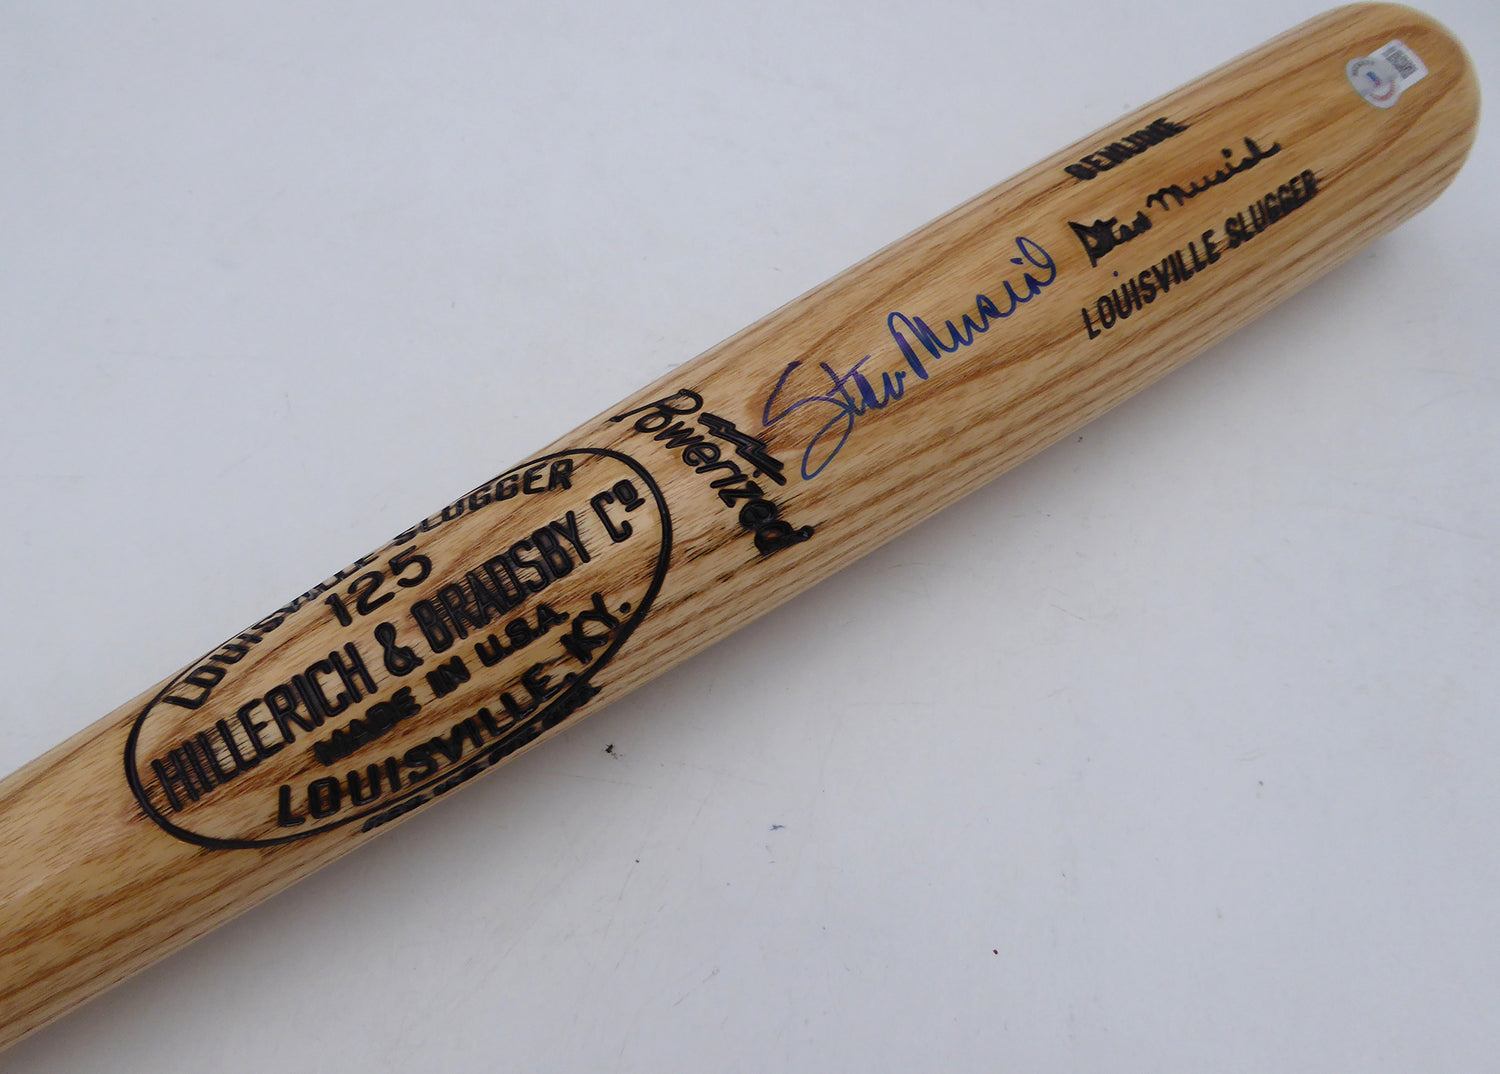 LOUISVILLE SLUGGER
125
HILLERICH & BRADSBY Cº
MADE IN U.S.A.
LOUISVILLE, KY.
Powerized
Stan Musial
GENUINE
Stan Musial
LOUISVILLE SLUGGER